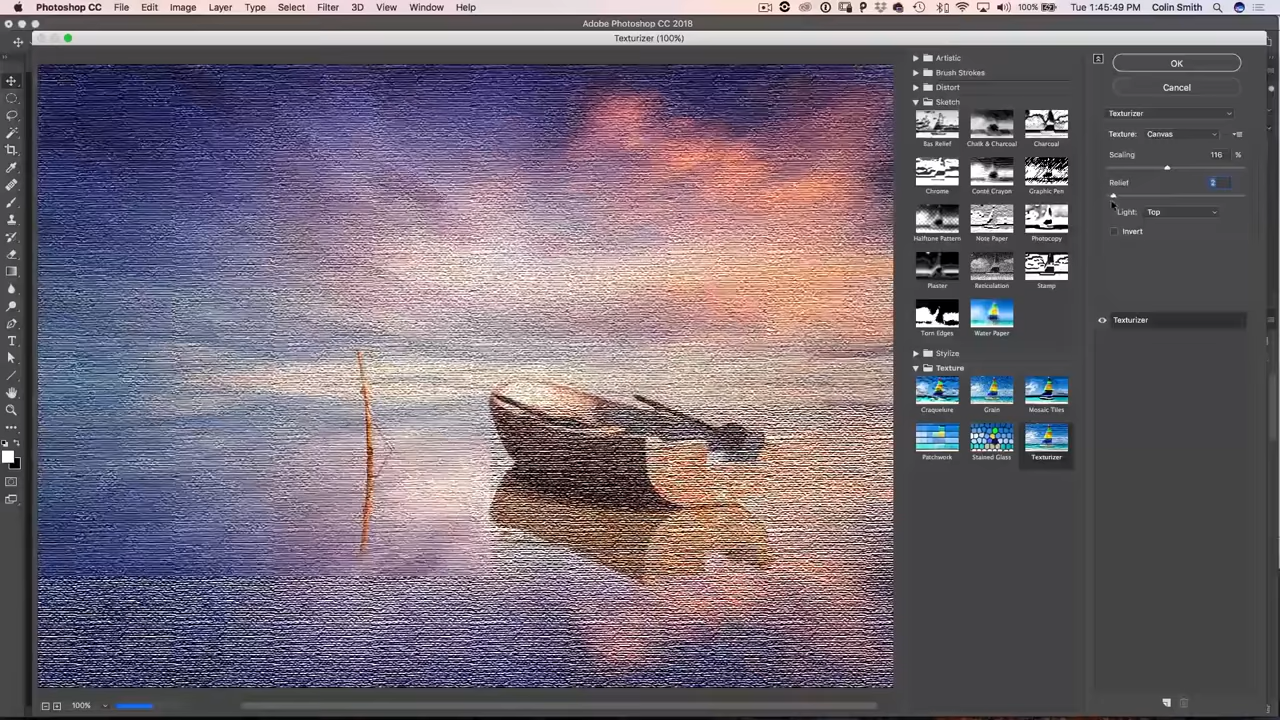 Photoshop CC File Edit Image Layer Type Select Filter 3D View Window Help 100% Tue 1:45:49 PM Colin Smith
Adobe Photoshop CC 2018
Texturizer (100%)
Artistic
Brush Strokes
Distort
Sketch
Bas Relief Chalk & Charcoal Charcoal
Chrome Conté Crayon Graphic Pen
Halftone Pattern Note Paper Photocopy
Plaster Reticulation Stamp
Torn Edges Water Paper
Stylize
Texture
Craquelure Grain Mosaic Tiles
Patchwork Stained Glass Texturizer
OK
Cancel
Texturizer
Texture: Canvas
Scaling 116 %
Relief 2
Light: Top
Invert
Texturizer
100%